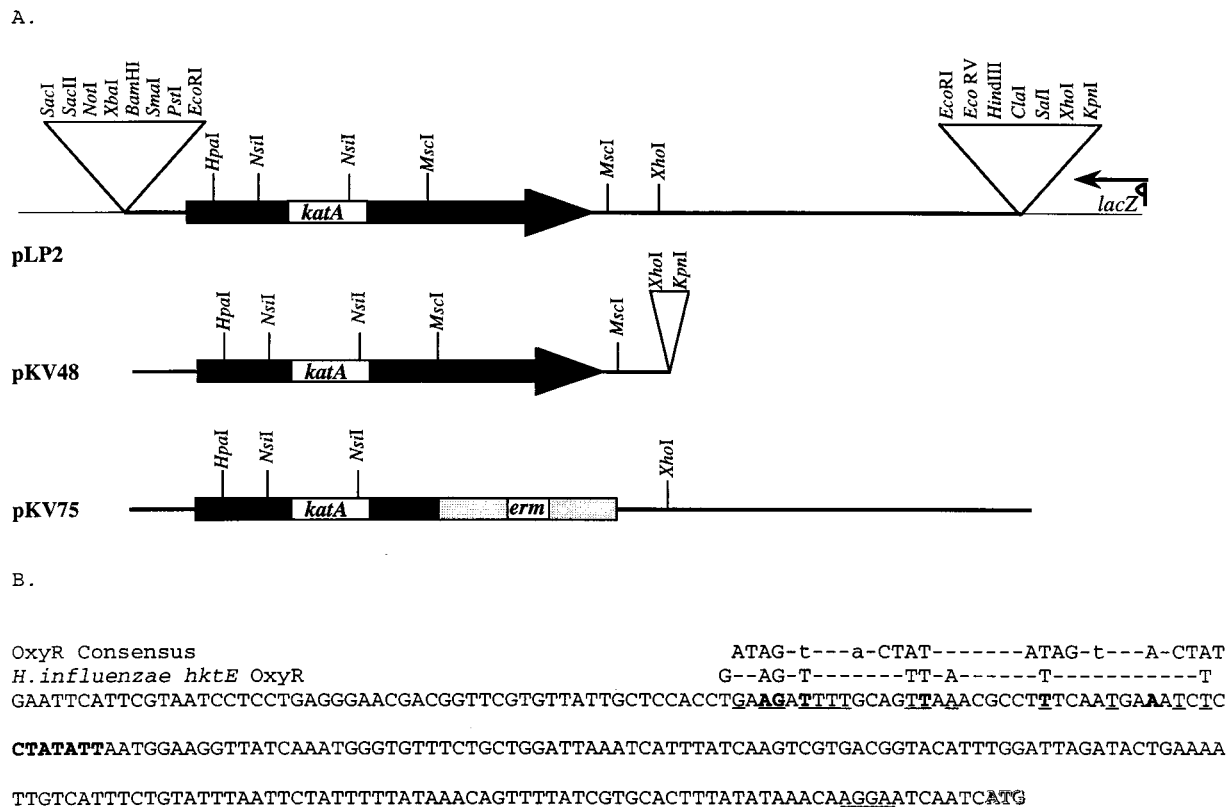 A.
SacI SacII NotI XbaI BamHI SmaI PstI EcoRI
EcoRI Eco RV HindIII ClaI SalI XhoI KpnI
HpaI NsiI NsiI MscI MscI XhoI
katA
lacZ
pLP2
XhoI KpnI
HpaI NsiI NsiI MscI MscI
katA
pKV48
HpaI NsiI NsiI XhoI
katA erm
pKV75
B.
OxyR Consensus ATAG-t---a-CTAT-------ATAG-t---A-CTAT
H.influenzae hktE OxyR G--AG-T-------TT-A------T-----------T
GAATTCATTCGTAATCCTCCTGAGGGAACGACGGTTCGTGTTATTGCTCCACCTGAAGATTTTGCAGTTAAACGCCTTTCAATGAAATCTC
CTATATTAATGGAAGGTTATCAAATGGGTGTTTCTGCTGGATTAAATCATTTATCAAGTCGTGACGGTACATTTGGATTAGATACTGAAAA
TTGTCATTTCTGTATTTAATTCTATTTTTTATAAACAGTTTTATCGTGCACTTTATATAAACAAGGAATCAATCATG